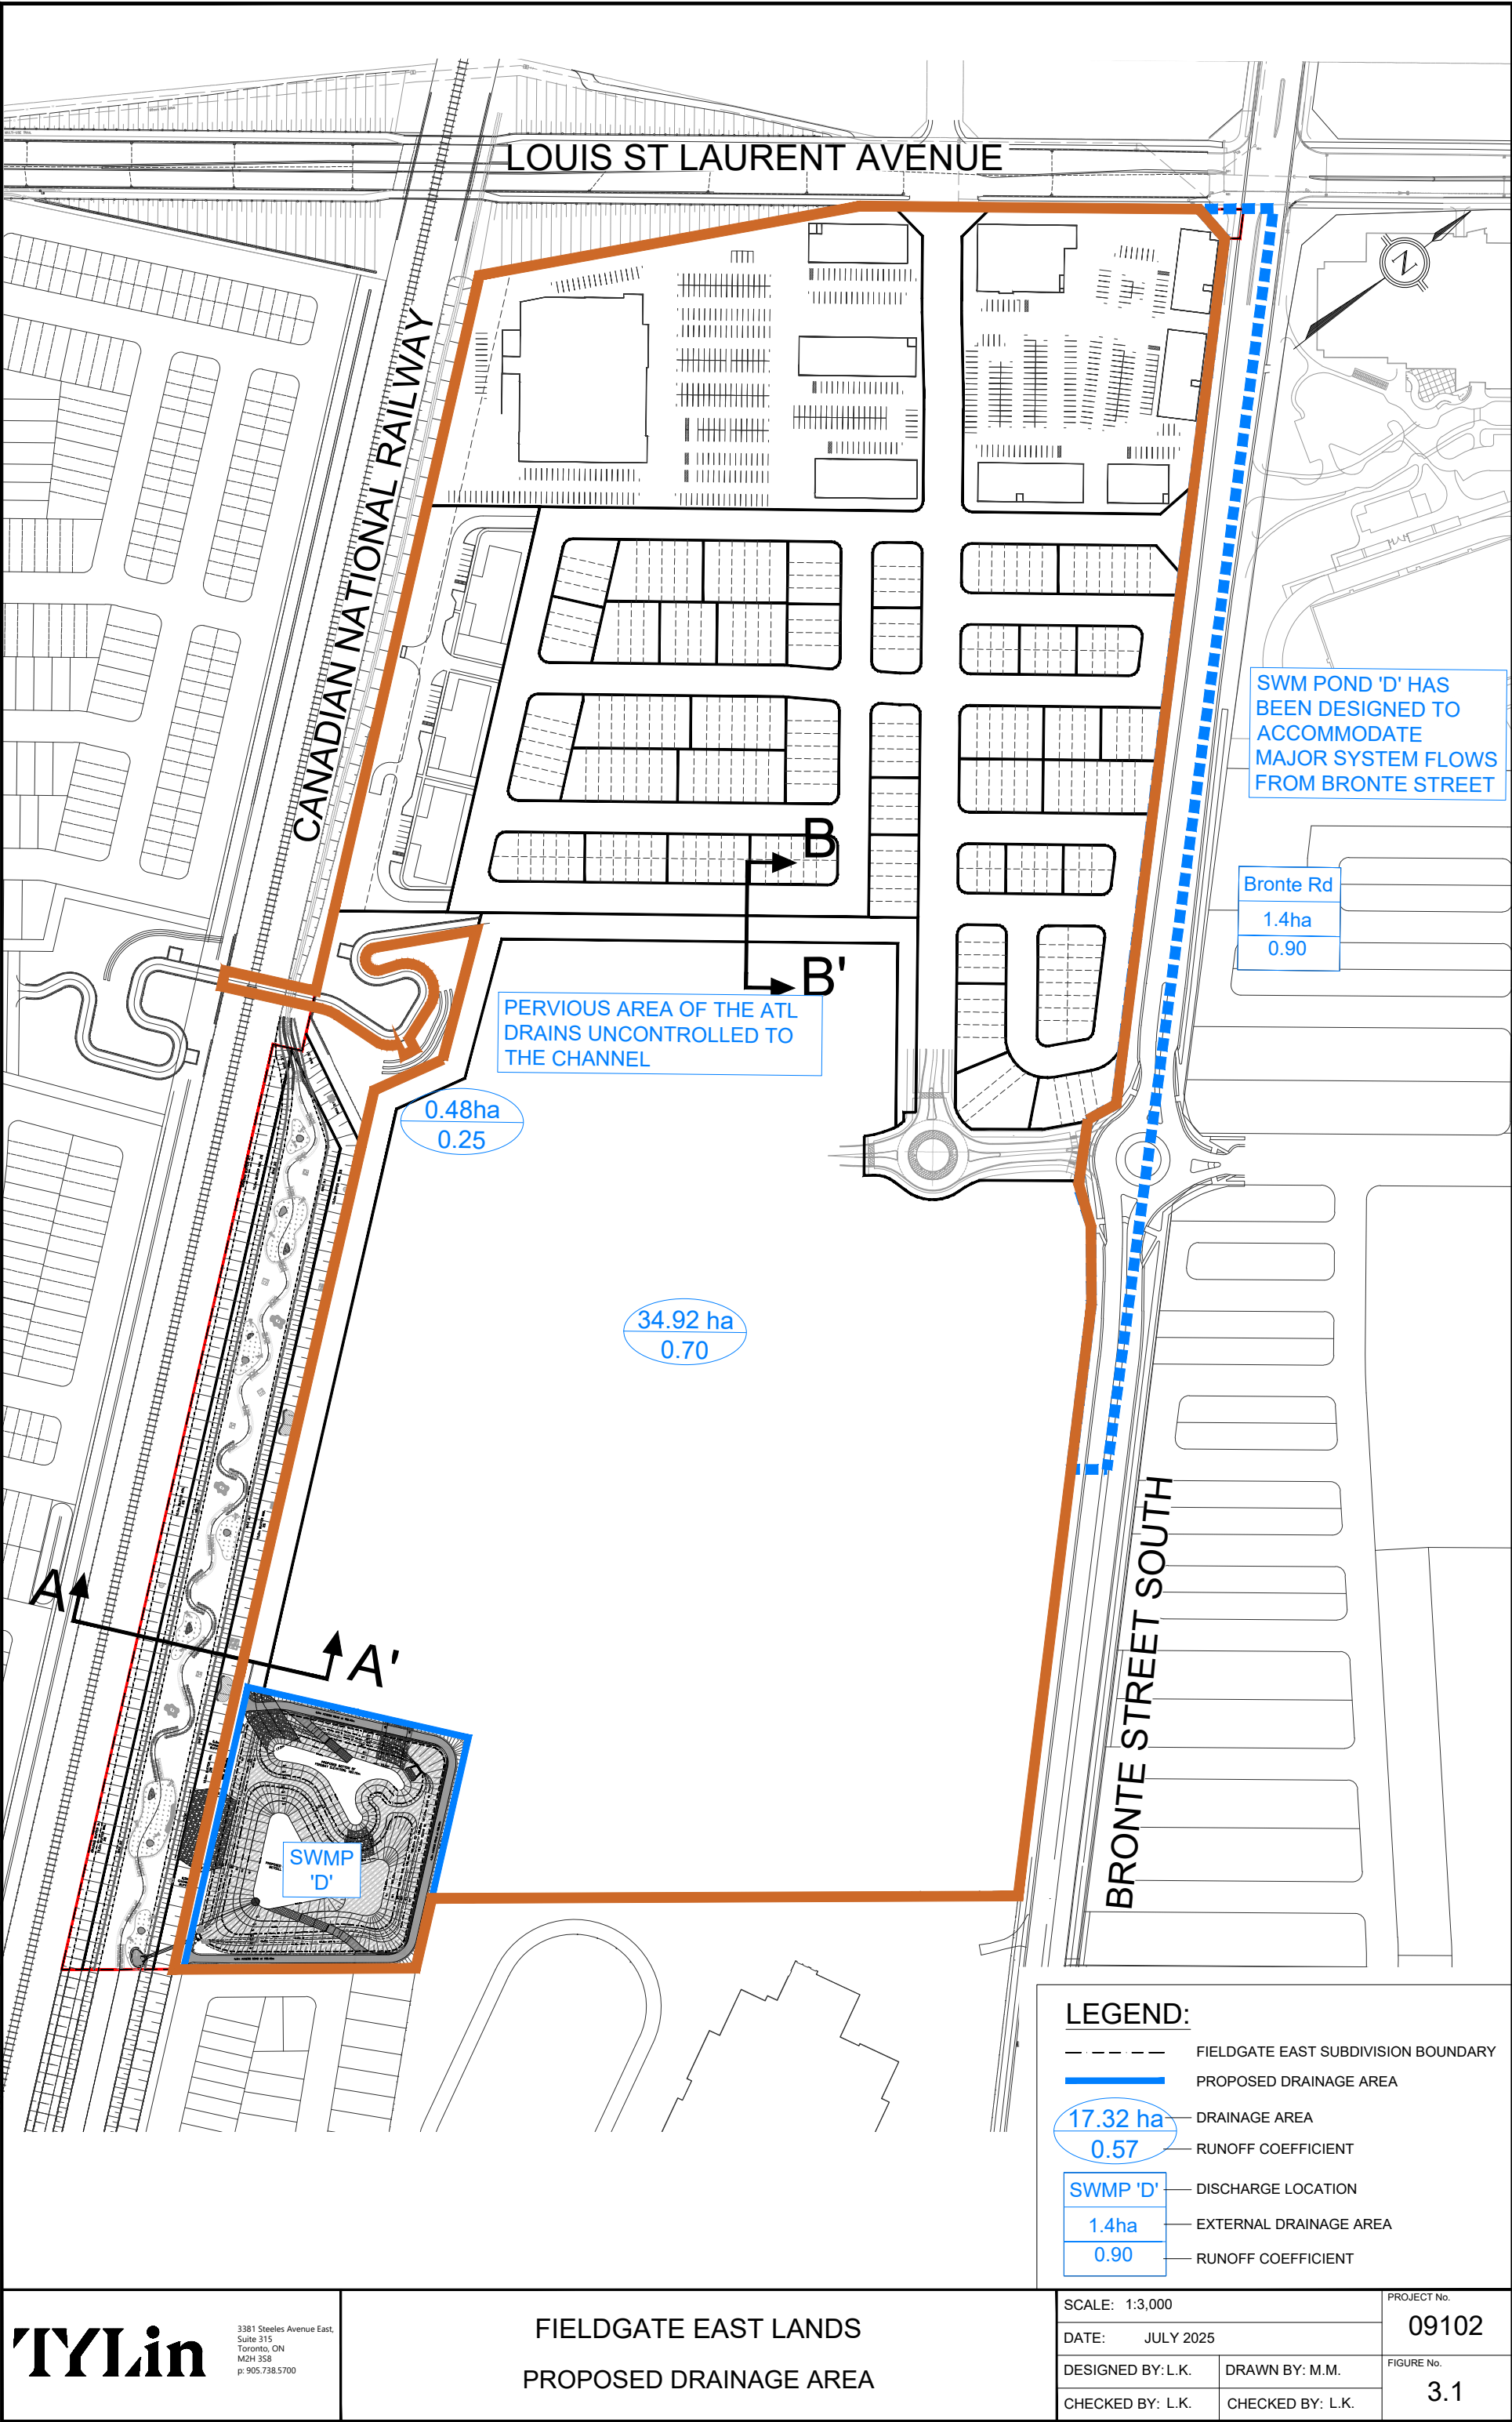 LOUIS ST LAURENT AVENUE
CANADIAN NATIONAL RAILWAY
N
SWM POND 'D' HAS
BEEN DESIGNED TO
ACCOMMODATE
MAJOR SYSTEM FLOWS
FROM BRONTE STREET
B
Bronte Rd
1.4ha
0.90
B'
PERVIOUS AREA OF THE ATL
DRAINS UNCONTROLLED TO
THE CHANNEL
0.48ha
0.25
34.92 ha
0.70
BRONTE STREET SOUTH
A
A'
SWMP
'D'
LEGEND:
FIELDGATE EAST SUBDIVISION BOUNDARY
PROPOSED DRAINAGE AREA
17.32 ha
DRAINAGE AREA
0.57
RUNOFF COEFFICIENT
SWMP 'D'
DISCHARGE LOCATION
1.4ha
EXTERNAL DRAINAGE AREA
0.90
RUNOFF COEFFICIENT
TYLin
3381 Steeles Avenue East,
Suite 315
Toronto, ON
M2H 3S8
p: 905.738.5700
FIELDGATE EAST LANDS
PROPOSED DRAINAGE AREA
SCALE: 1:3,000
DATE: JULY 2025
DESIGNED BY: L.K.
DRAWN BY: M.M.
CHECKED BY: L.K.
CHECKED BY: L.K.
PROJECT No.
09102
FIGURE No.
3.1